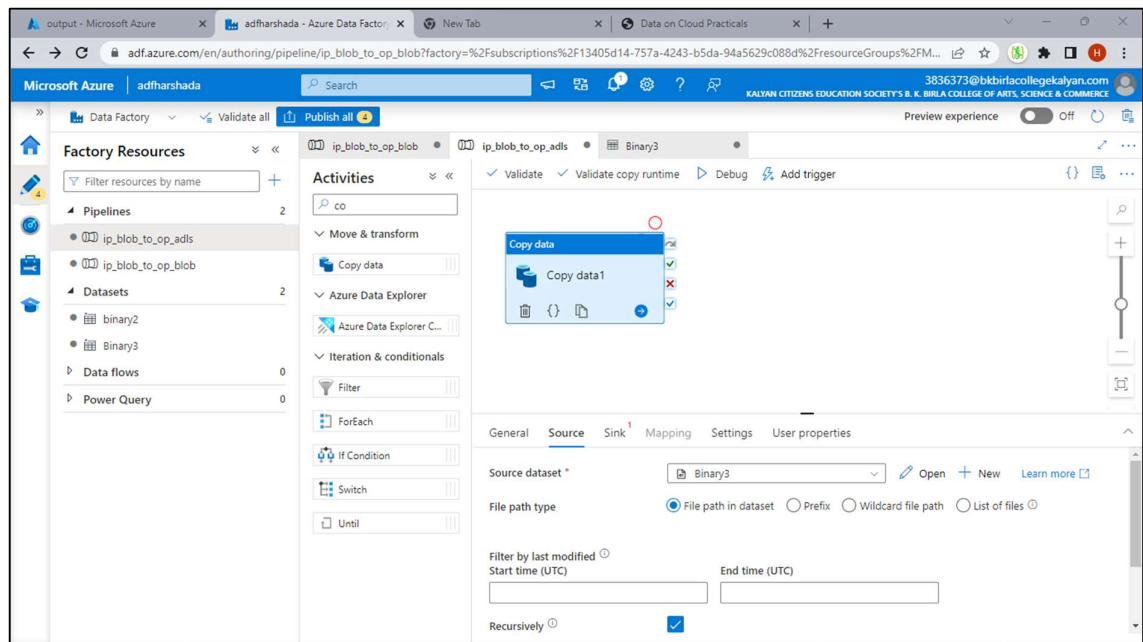 output - Microsoft Azure
adfharshada - Azure Data Factor
New Tab
Data on Cloud Practicals
adf.azure.com/en/authoring/pipeline/ip_blob_to_op_blob?factory=%2Fsubscriptions%2F13405d14-757a-4243-b5da-94a5629c088d%2FresourceGroups%2FM...
H
Microsoft Azure
adfharshada
Search
1
3836373@bkbirlacollegekalyan.com
KALYAN CITIZENS EDUCATION SOCIETY'S B. K. BIRLA COLLEGE OF ARTS, SCIENCE & COMMERCE
Data Factory
Validate all
Publish all 4
Preview experience
Off
4
Factory Resources
Filter resources by name
Pipelines 2
ip_blob_to_op_adls
ip_blob_to_op_blob
Datasets 2
binary2
Binary3
Data flows 0
Power Query 0
ip_blob_to_op_blob
ip_blob_to_op_adls
Binary3
Activities
co
Move & transform
Copy data
Azure Data Explorer
Azure Data Explorer C...
Iteration & conditionals
Filter
ForEach
If Condition
Switch
Until
Validate
Validate copy runtime
Debug
Add trigger
Copy data
Copy data1
General
Source
Sink 1
Mapping
Settings
User properties
Source dataset *
Binary3
Open
New
Learn more
File path type
File path in dataset
Prefix
Wildcard file path
List of files
Filter by last modified
Start time (UTC)
End time (UTC)
Recursively